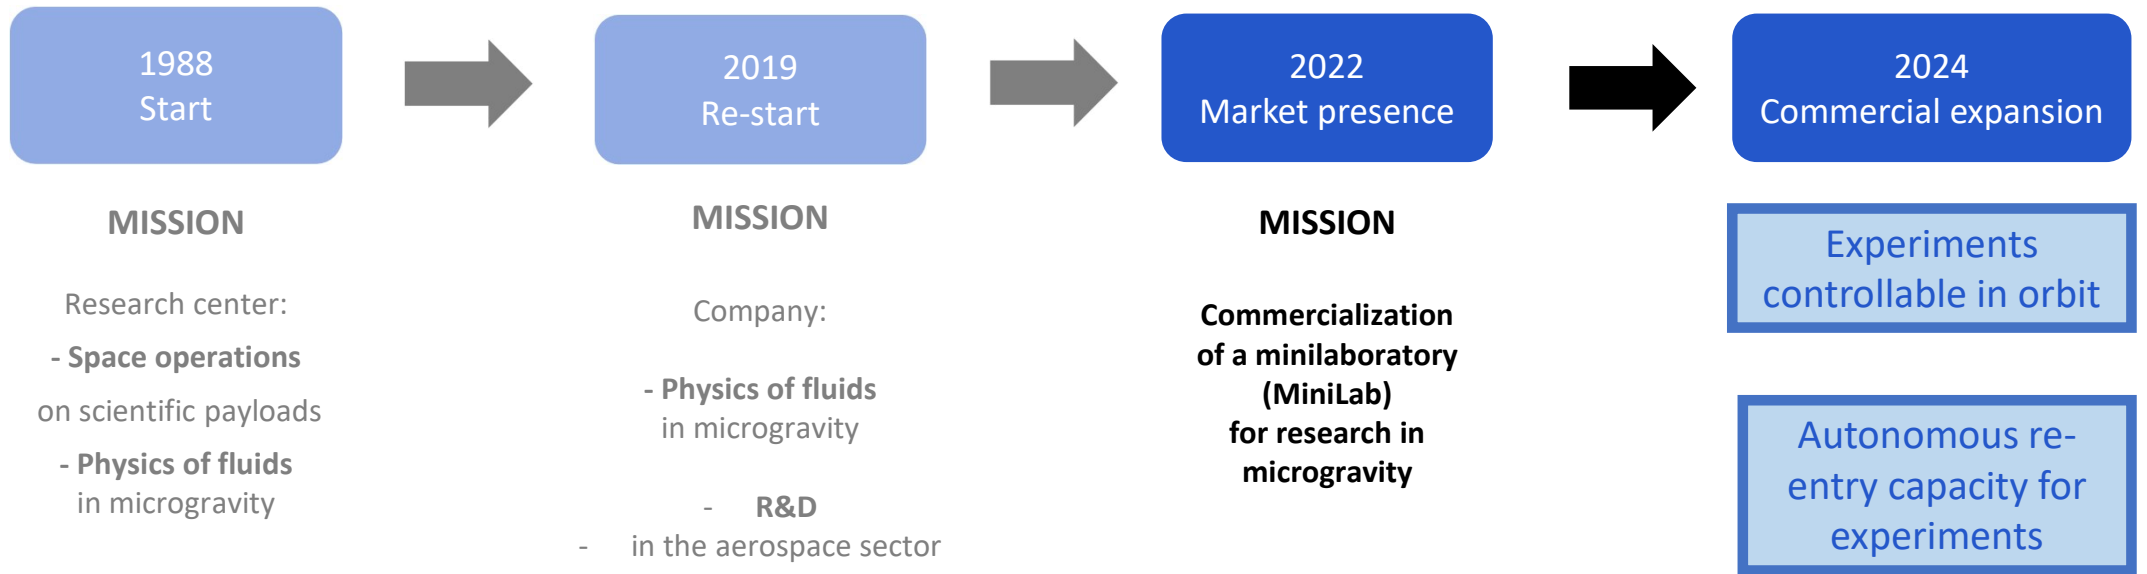 1988
Start
2019
Re-start
2022
Market presence
2024
Commercial expansion
MISSION
Research center:
- Space operations
on scientific payloads
- Physics of fluids
in microgravity
MISSION
Company:
- Physics of fluids
in microgravity
- R&D
- in the aerospace sector
MISSION
Commercialization
of a minilaboratory
(MiniLab)
for research in
microgravity
Experiments
controllable in orbit
Autonomous re-
entry capacity for
experiments